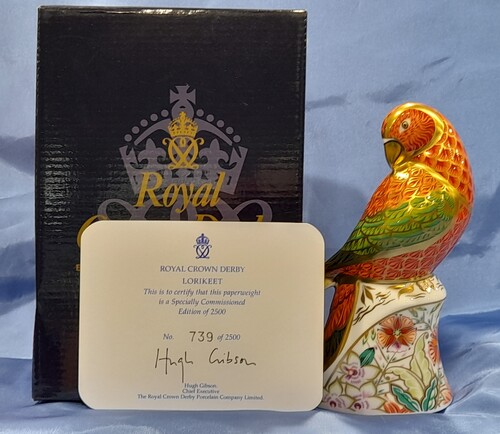 Royal
ROYAL CROWN DERBY
LORIKEET
This is to certify that this paperweight
is a Specially Commissioned
Edition of 2500
No. 739 of 2500
Hugh Gibson
Hugh Gibson
Chief Executive
The Royal Crown Derby Porcelain Company Limited.